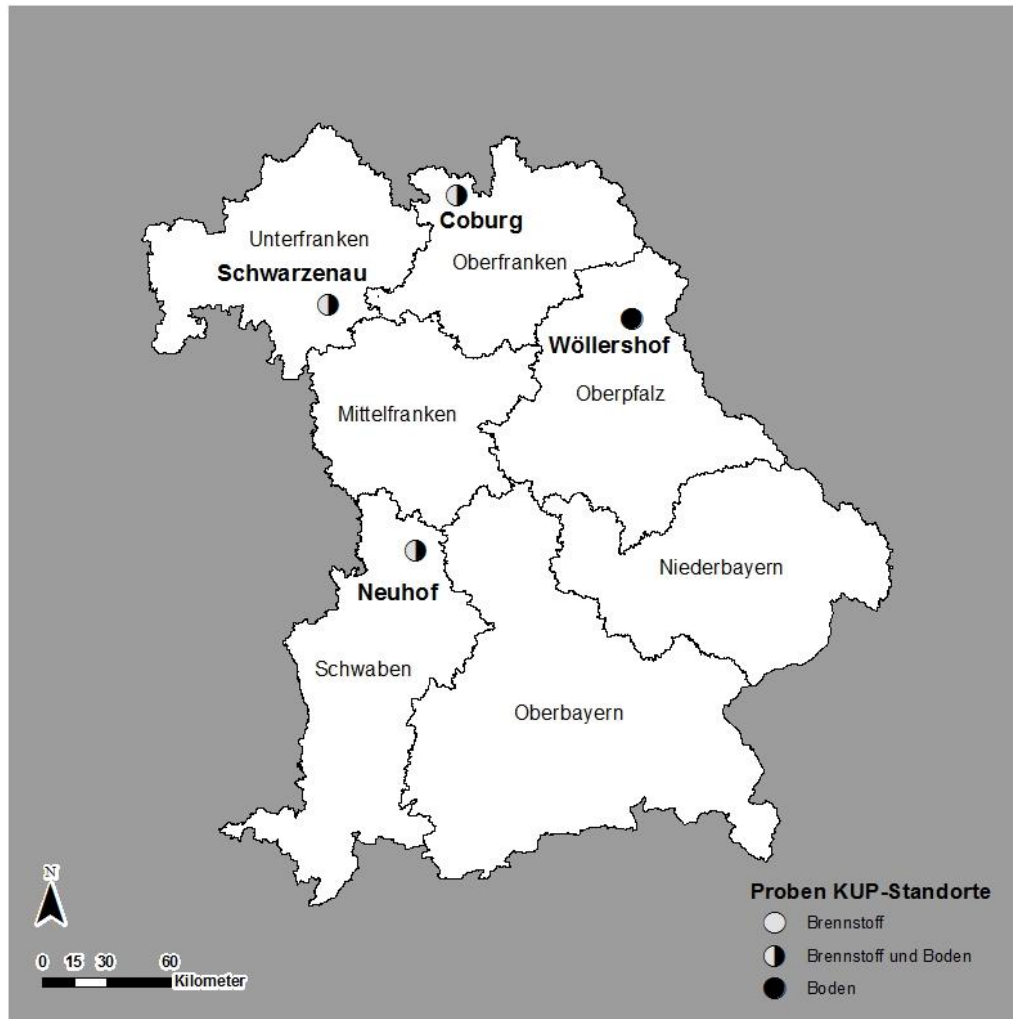 Coburg
Unterfranken
Oberfranken
Schwarzenau
Wöllershof
Oberpfalz
Mittelfranken
Niederbayern
Neuhof
Schwaben
Oberbayern
N
0 15 30 60
Kilometer
Proben KUP-Standorte
Brennstoff
Brennstoff und Boden
Boden